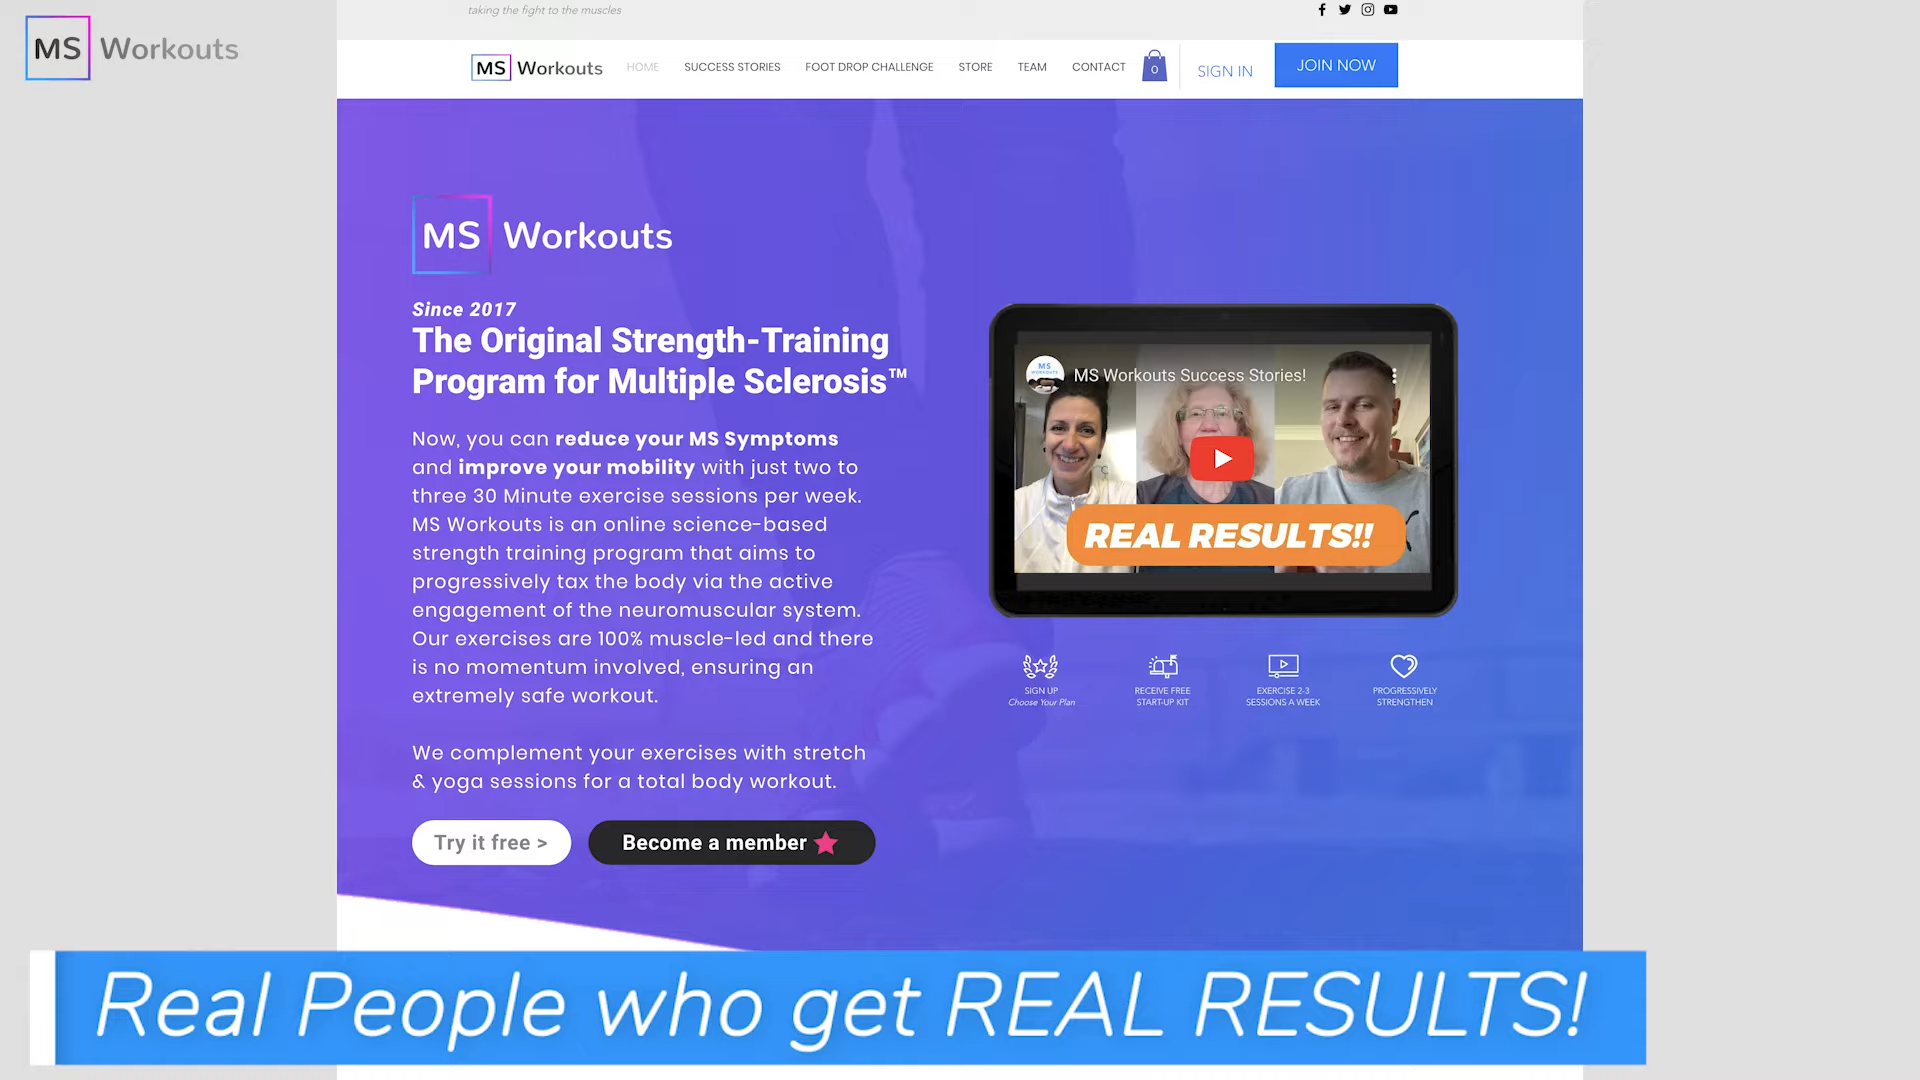 taking the fight to the muscles
MS Workouts
MS Workouts
HOME
SUCCESS STORIES
FOOT DROP CHALLENGE
STORE
TEAM
CONTACT
0
SIGN IN
JOIN NOW
MS Workouts
Since 2017
The Original Strength-Training
Program for Multiple Sclerosis™
Now, you can reduce your MS Symptoms
and improve your mobility with just two to
three 30 Minute exercise sessions per week.
MS Workouts is an online science-based
strength training program that aims to
progressively tax the body via the active
engagement of the neuromuscular system.
Our exercises are 100% muscle-led and there
is no momentum involved, ensuring an
extremely safe workout.
We complement your exercises with stretch
& yoga sessions for a total body workout.
Try it free >
Become a member
MS
WORKOUTS
MS Workouts Success Stories!
REAL RESULTS!!
SIGN UP
Choose Your Plan
RECEIVE FREE
START-UP KIT
EXERCISE 2-3
SESSIONS A WEEK
PROGRESSIVELY
STRENGTHEN
Real People who get REAL RESULTS!